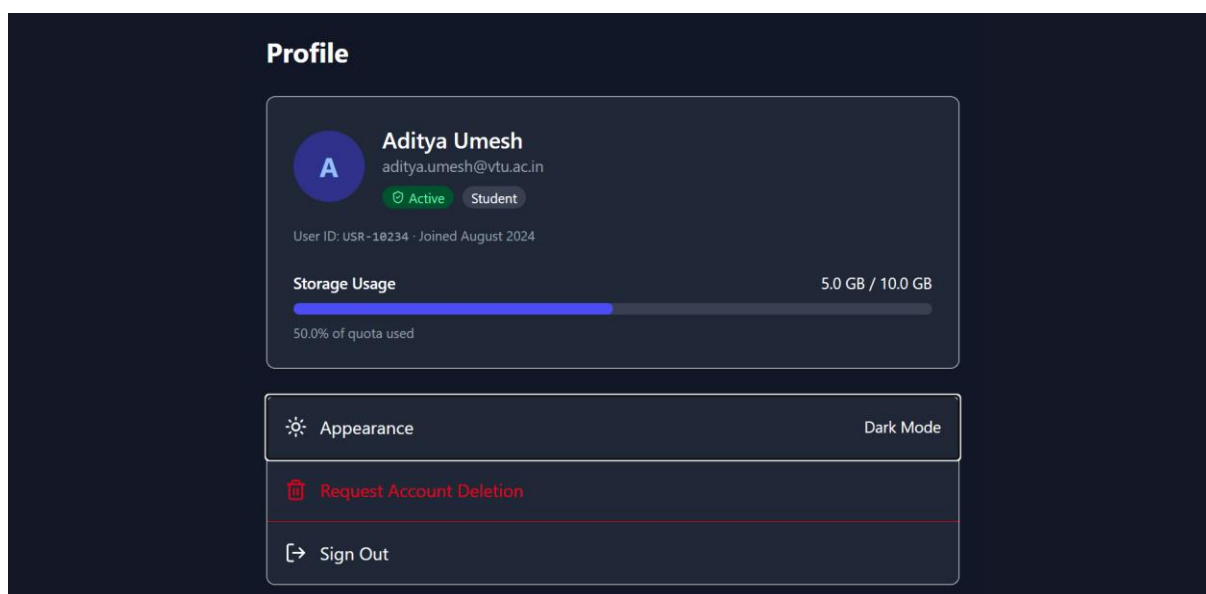 Profile
A
Aditya Umesh
aditya.umesh@vtu.ac.in
Active Student
User ID: USR-10234 · Joined August 2024
Storage Usage 5.0 GB / 10.0 GB
50.0% of quota used
Appearance Dark Mode
Request Account Deletion
Sign Out